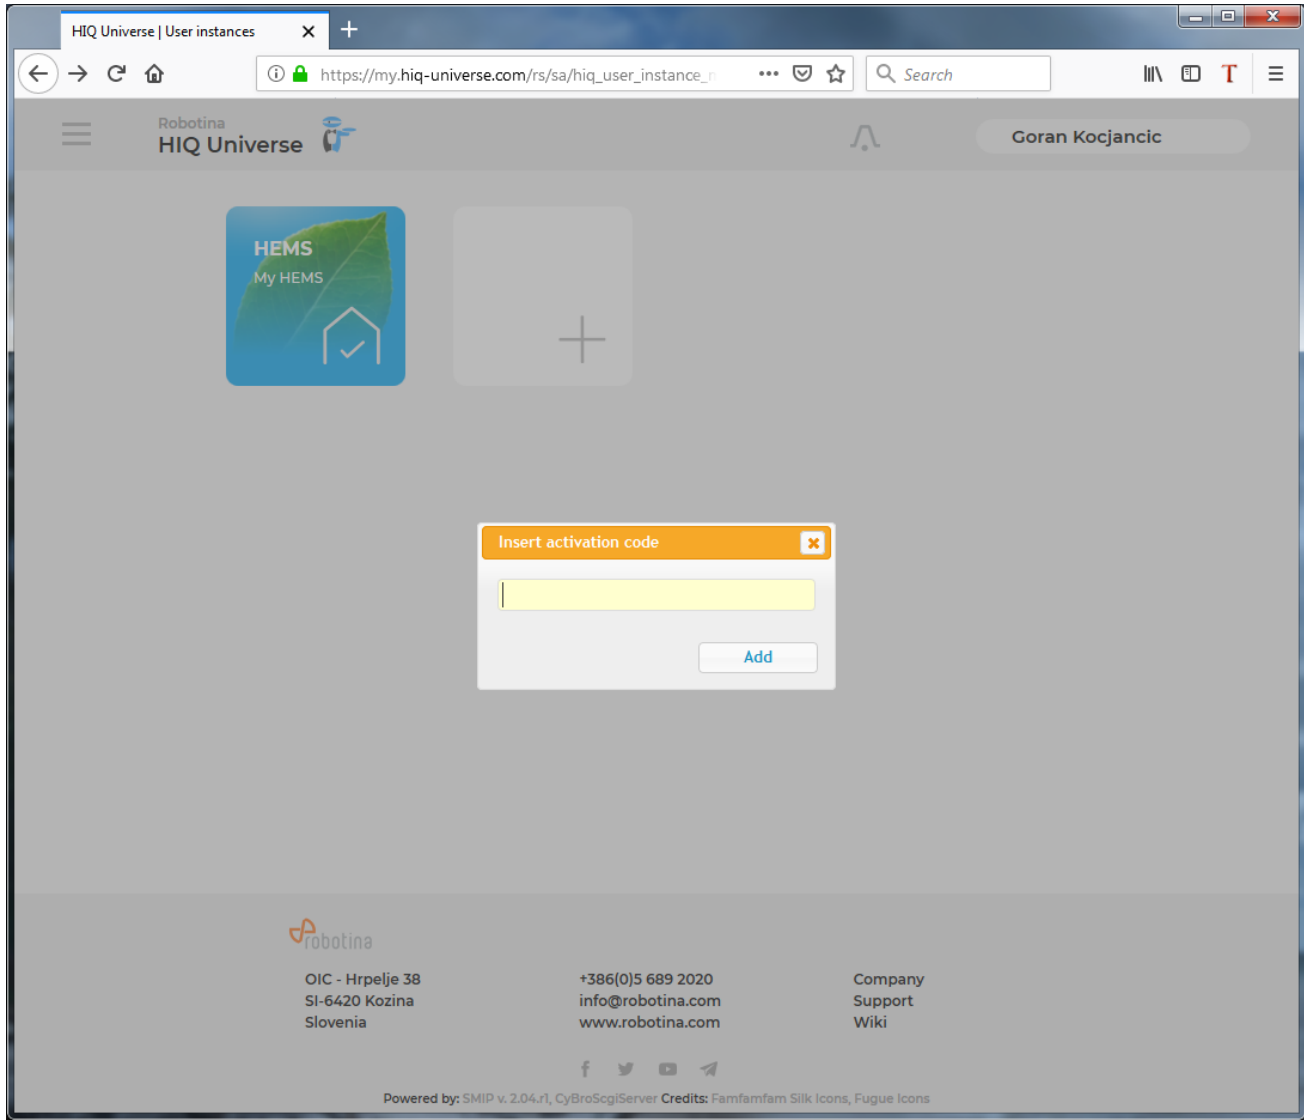 HIQ Universe | User instances
https://my.hiq-universe.com/rs/sa/hiq_user_instance_
Search
T
Robotina
HIQ Universe
Goran Kocjancic
HEMS
My HEMS
Insert activation code
Add
robotina
OIC - Hrpelje 38
SI-6420 Kozina
Slovenia
+386(0)5 689 2020
info@robotina.com
www.robotina.com
Company
Support
Wiki
Powered by: SMIP v. 2.04.r1, CyBroScgiServer Credits: Famfamfam Silk Icons, Fugue Icons